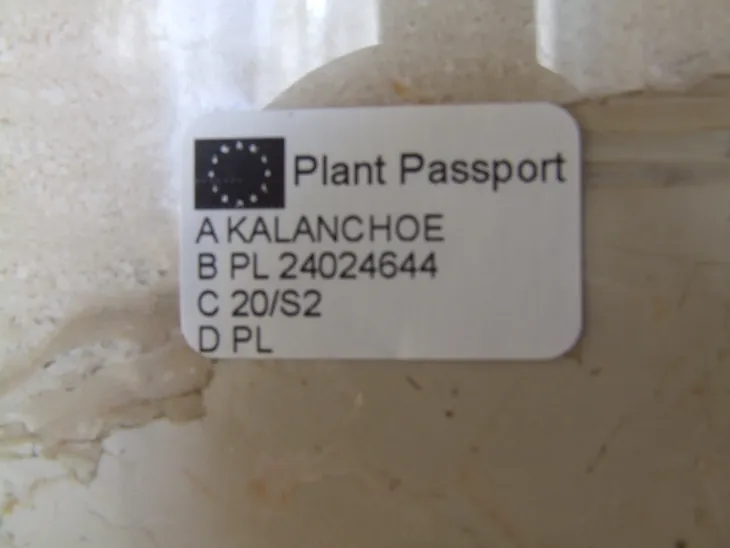 Plant Passport
A KALANCHOE
B PL 24024644
C 20/S2
D PL